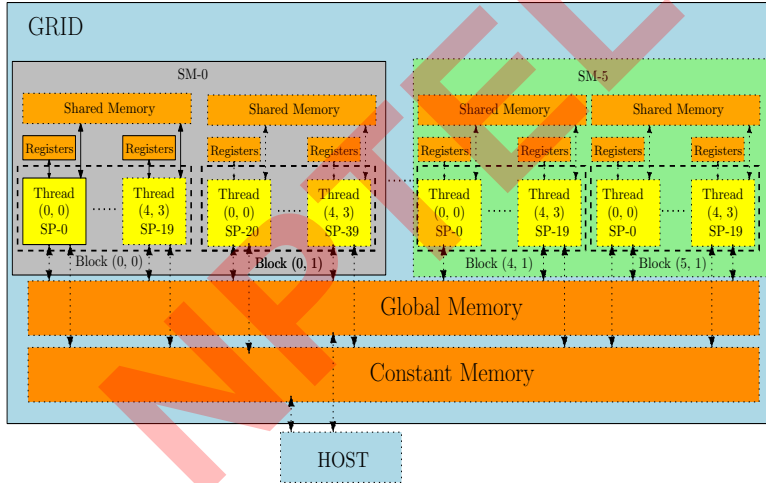 GRID
SM-0
SM-5
Shared Memory
Shared Memory
Shared Memory
Shared Memory
Registers
Registers
Registers
Registers
Registers
Registers
Registers
Registers
Thread
(0, 0)
SP-0
Thread
(4, 3)
SP-19
Thread
(0, 0)
SP-20
Thread
(4, 3)
SP-39
Thread
(0, 0)
SP-0
Thread
(4, 3)
SP-19
Thread
(0, 0)
SP-0
Thread
(4, 3)
SP-19
Block (0, 0)
Block (0, 1)
Block (4, 1)
Block (5, 1)
Global Memory
Constant Memory
HOST
NPTEL